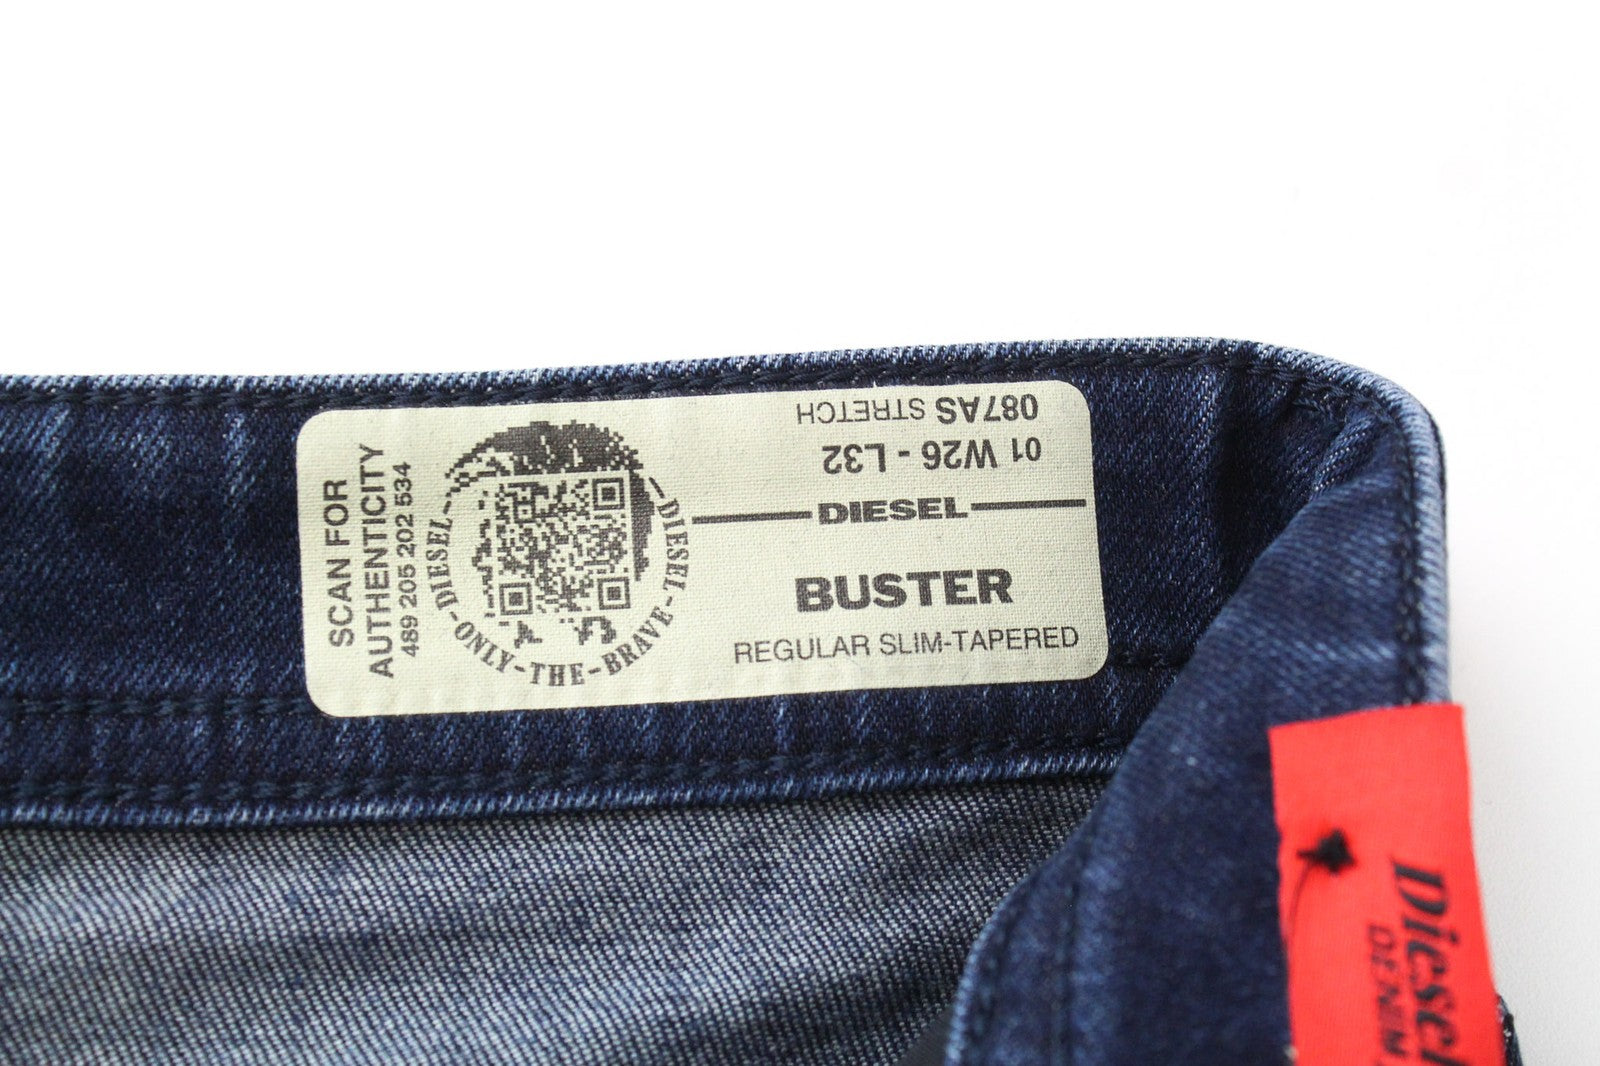 SCAN FOR
AUTHENTICITY
489 205 202 534
DIESEL-ONLY-THE-BRAVE-DIESEL
087AS STRETCH
01 W26 - L32
DIESEL
BUSTER
REGULAR SLIM-TAPERED
Diesel
DENIM